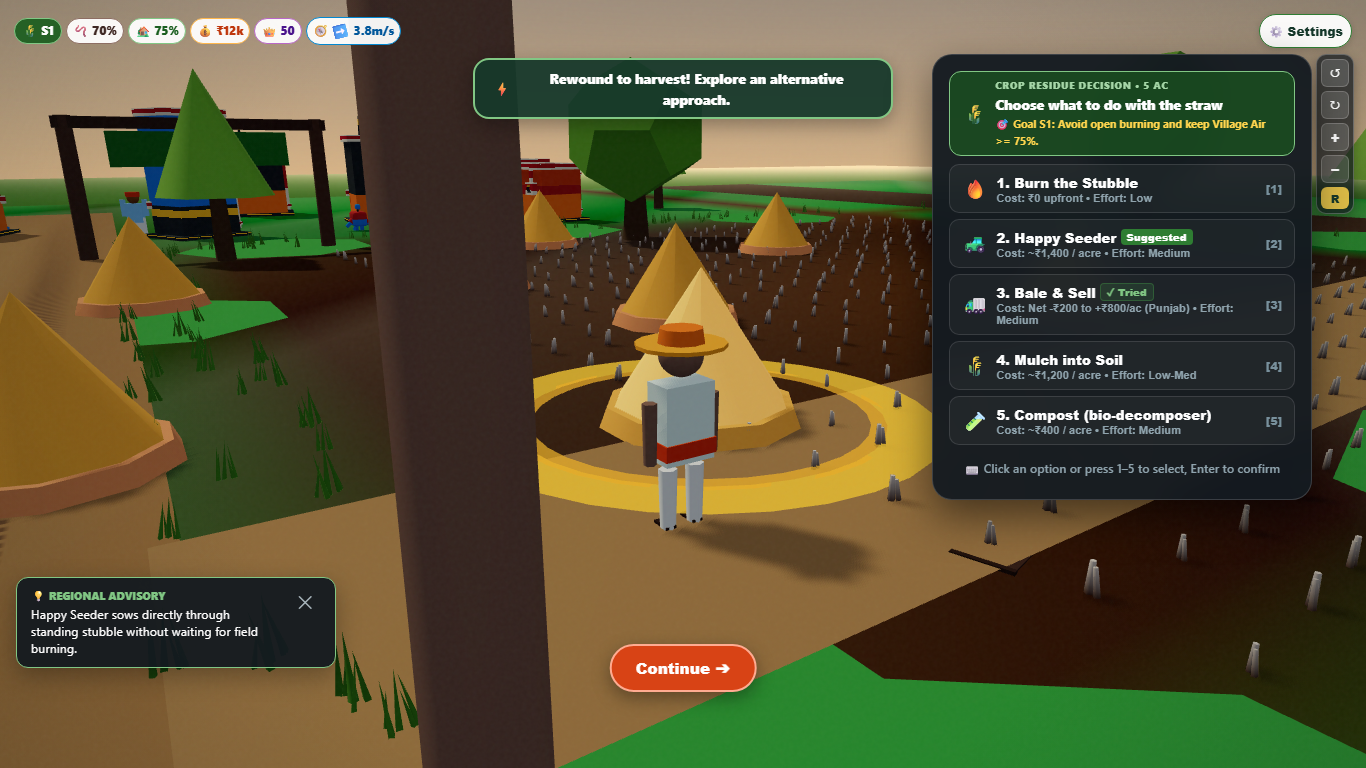 S1
70%
75%
₹12k
50
3.8m/s
Settings
Rewound to harvest! Explore an alternative
approach.
CROP RESIDUE DECISION • 5 AC
Choose what to do with the straw
Goal S1: Avoid open burning and keep Village Air
>= 75%.
1. Burn the Stubble
Cost: ₹0 upfront • Effort: Low
[1]
2. Happy Seeder Suggested
Cost: ~₹1,400 / acre • Effort: Medium
[2]
3. Bale & Sell ✓ Tried
Cost: Net -₹200 to +₹800/ac (Punjab) • Effort:
Medium
[3]
4. Mulch into Soil
Cost: ~₹1,200 / acre • Effort: Low-Med
[4]
5. Compost (bio-decomposer)
Cost: ~₹400 / acre • Effort: Medium
[5]
Click an option or press 1–5 to select, Enter to confirm
↺
↻
+
−
R
REGIONAL ADVISORY
Happy Seeder sows directly through
standing stubble without waiting for field
burning.
Continue ➔